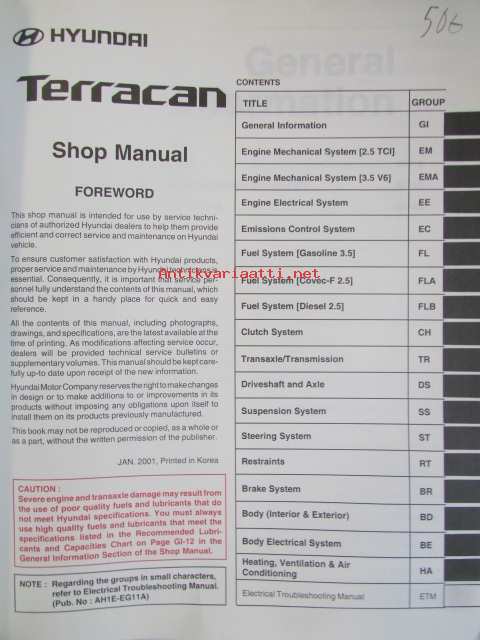 506
HYUNDAI
Terracan
Shop Manual
FOREWORD
This shop manual is intended for use by service techni-
cians of authorized Hyundai dealers to help them provide
efficient and correct service and maintenance on Hyundai
vehicle.
To ensure customer satisfaction with Hyundai products,
proper service and maintenance by Hyundai technicians is
essential. Consequently, it is important that service per-
sonnel fully understand the contents of this manual, which
should be kept in a handy place for quick and easy
reference.
All the contents of this manual, including photographs,
drawings, and specifications, are the latest available at the
time of printing. As modifications affecting service occur,
dealers will be provided technical service bulletins or
supplementary volumes. This manual should be kept care-
fully up-to date upon receipt of the new information.
Hyundai Motor Company reserves the right to make changes
in design or to make additions to or improvements in its
products without imposing any obligations upon itself to
install them on its products previously manufactured.
This book may not be reproduced or copied, as a whole or
as a part, without the written permission of the publisher.
JAN. 2001, Printed in Korea
CAUTION :
Severe engine and transaxle damage may result from
the use of poor quality fuels and lubricants that do
not meet Hyundai specifications. You must always
use high quality fuels and lubricants that meet the
specifications listed in the Recommended Lubri-
cants and Capacities Chart on Page GI-12 in the
General Information Section of the Shop Manual.
NOTE : Regarding the groups in small characters,
refer to Electrical Troubleshooting Manual.
(Pub. No : AH1E-EG11A)
CONTENTS
TITLE GROUP
General Information GI
Engine Mechanical System [2.5 TCI] EM
Engine Mechanical System [3.5 V6] EMA
Engine Electrical System EE
Emissions Control System EC
Fuel System [Gasoline 3.5] FL
Fuel System [Covec-F 2.5] FLA
Fuel System [Diesel 2.5] FLB
Clutch System CH
Transaxle/Transmission TR
Driveshaft and Axle DS
Suspension System SS
Steering System ST
Restraints RT
Brake System BR
Body (Interior & Exterior) BD
Body Electrical System BE
Heating, Ventilation & Air
Conditioning HA
Electrical Troubleshooting Manual ETM
General
Information
Antikvariaatti.net